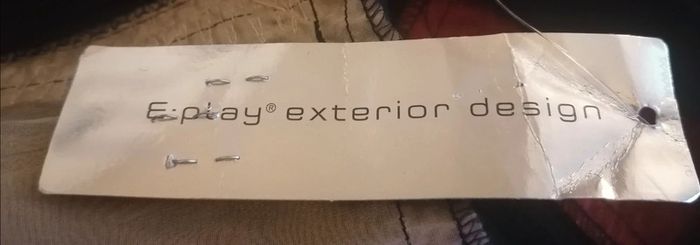 E-play® exterior design